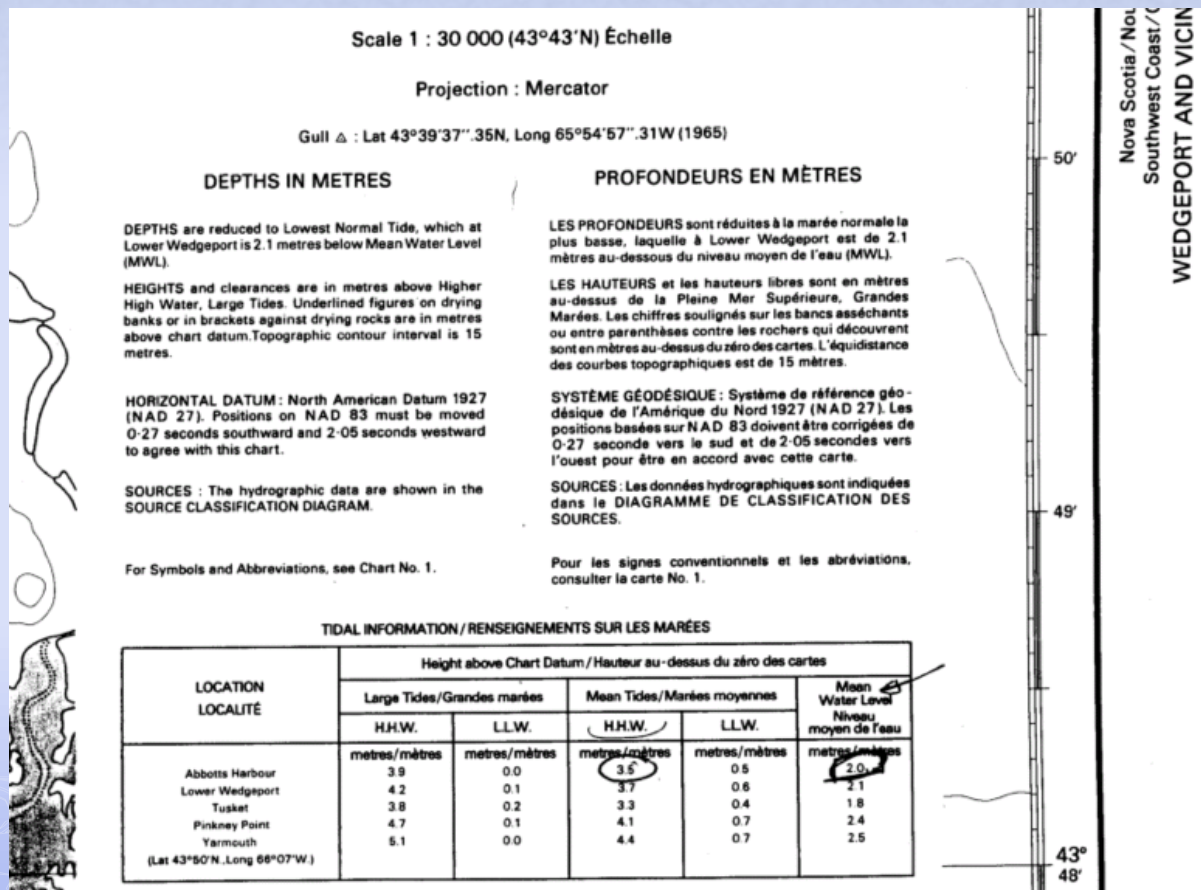 Scale 1 : 30 000 (43°43'N) Échelle
Projection : Mercator
Gull △ : Lat 43°39'37".35N, Long 65°54'57".31W (1965)
DEPTHS IN METRES
DEPTHS are reduced to Lowest Normal Tide, which at
Lower Wedgeport is 2.1 metres below Mean Water Level
(MWL).
HEIGHTS and clearances are in metres above Higher
High Water, Large Tides. Underlined figures on drying
banks or in brackets against drying rocks are in metres
above chart datum.Topographic contour interval is 15
metres.
HORIZONTAL DATUM : North American Datum 1927
(NAD 27). Positions on NAD 83 must be moved
0·27 seconds southward and 2·05 seconds westward
to agree with this chart.
SOURCES : The hydrographic data are shown in the
SOURCE CLASSIFICATION DIAGRAM.
For Symbols and Abbreviations, see Chart No. 1.
PROFONDEURS EN MÈTRES
LES PROFONDEURS sont réduites à la marée normale la
plus basse, laquelle à Lower Wedgeport est de 2.1
mètres au-dessous du niveau moyen de l'eau (MWL).
LES HAUTEURS et les hauteurs libres sont en mètres
au-dessus de la Pleine Mer Supérieure, Grandes
Marées. Les chiffres soulignés sur les bancs asséchants
ou entre parenthèses contre les rochers qui découvrent
sont en mètres au-dessus du zéro des cartes. L'équidistance
des courbes topographiques est de 15 mètres.
SYSTÈME GÉODÉSIQUE : Système de référence géo-
désique de l'Amérique du Nord 1927 (NAD 27). Les
positions basées sur NAD 83 doivent être corrigées de
0·27 seconde vers le sud et de 2·05 secondes vers
l'ouest pour être en accord avec cette carte.
SOURCES : Les données hydrographiques sont indiquées
dans le DIAGRAMME DE CLASSIFICATION DES
SOURCES.
Pour les signes conventionnels et les abréviations,
consulter la carte No. 1.
TIDAL INFORMATION / RENSEIGNEMENTS SUR LES MARÉES
LOCATION
LOCALITÉ
Height above Chart Datum / Hauteur au-dessus du zéro des cartes
Large Tides/Grandes marées Mean Tides/Marées moyennes
Mean
Water Level
Niveau
moyen de l'eau
H.H.W. L.L.W. H.H.W. L.L.W.
metres/mètres metres/mètres metres/mètres metres/mètres metres/mètres
Abbotts Harbour 3.9 0.0 3.5 0.5 2.0
Lower Wedgeport 4.2 0.1 3.7 0.6 2.1
Tusket 3.8 0.2 3.3 0.4 1.8
Pinkney Point 4.7 0.1 4.1 0.7 2.4
Yarmouth 5.1 0.0 4.4 0.7 2.5
(Lat 43°50'N.,Long 66°07'W.)
50'
49'
43°
48'
Nova Scotia/
Southwest Coast/
WEDGEPORT AND